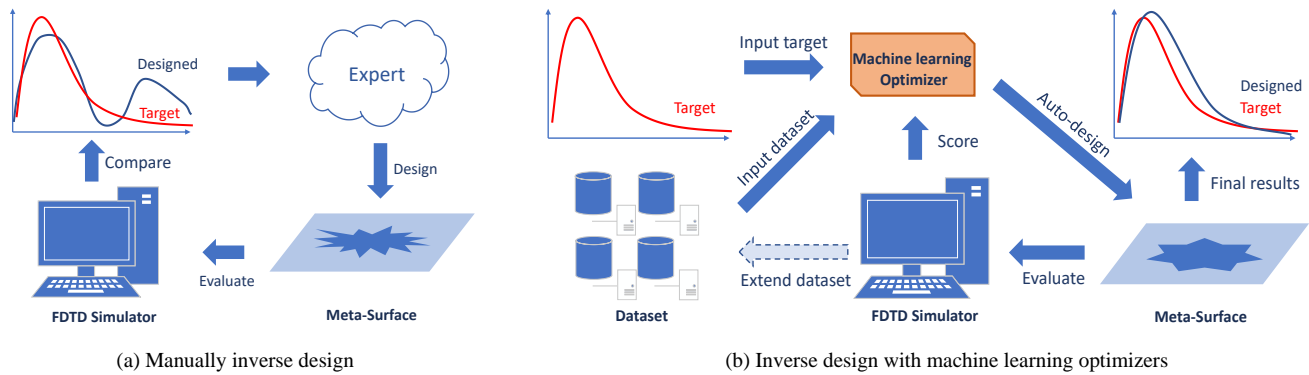 Designed
Target
Expert
Compare
Design
Evaluate
FDTD Simulator
Meta-Surface
(a) Manually inverse design
Input target
Machine learning
Optimizer
Target
Input dataset
Score
Auto-design
Designed
Target
Final results
Extend dataset
Evaluate
Dataset
FDTD Simulator
Meta-Surface
(b) Inverse design with machine learning optimizers